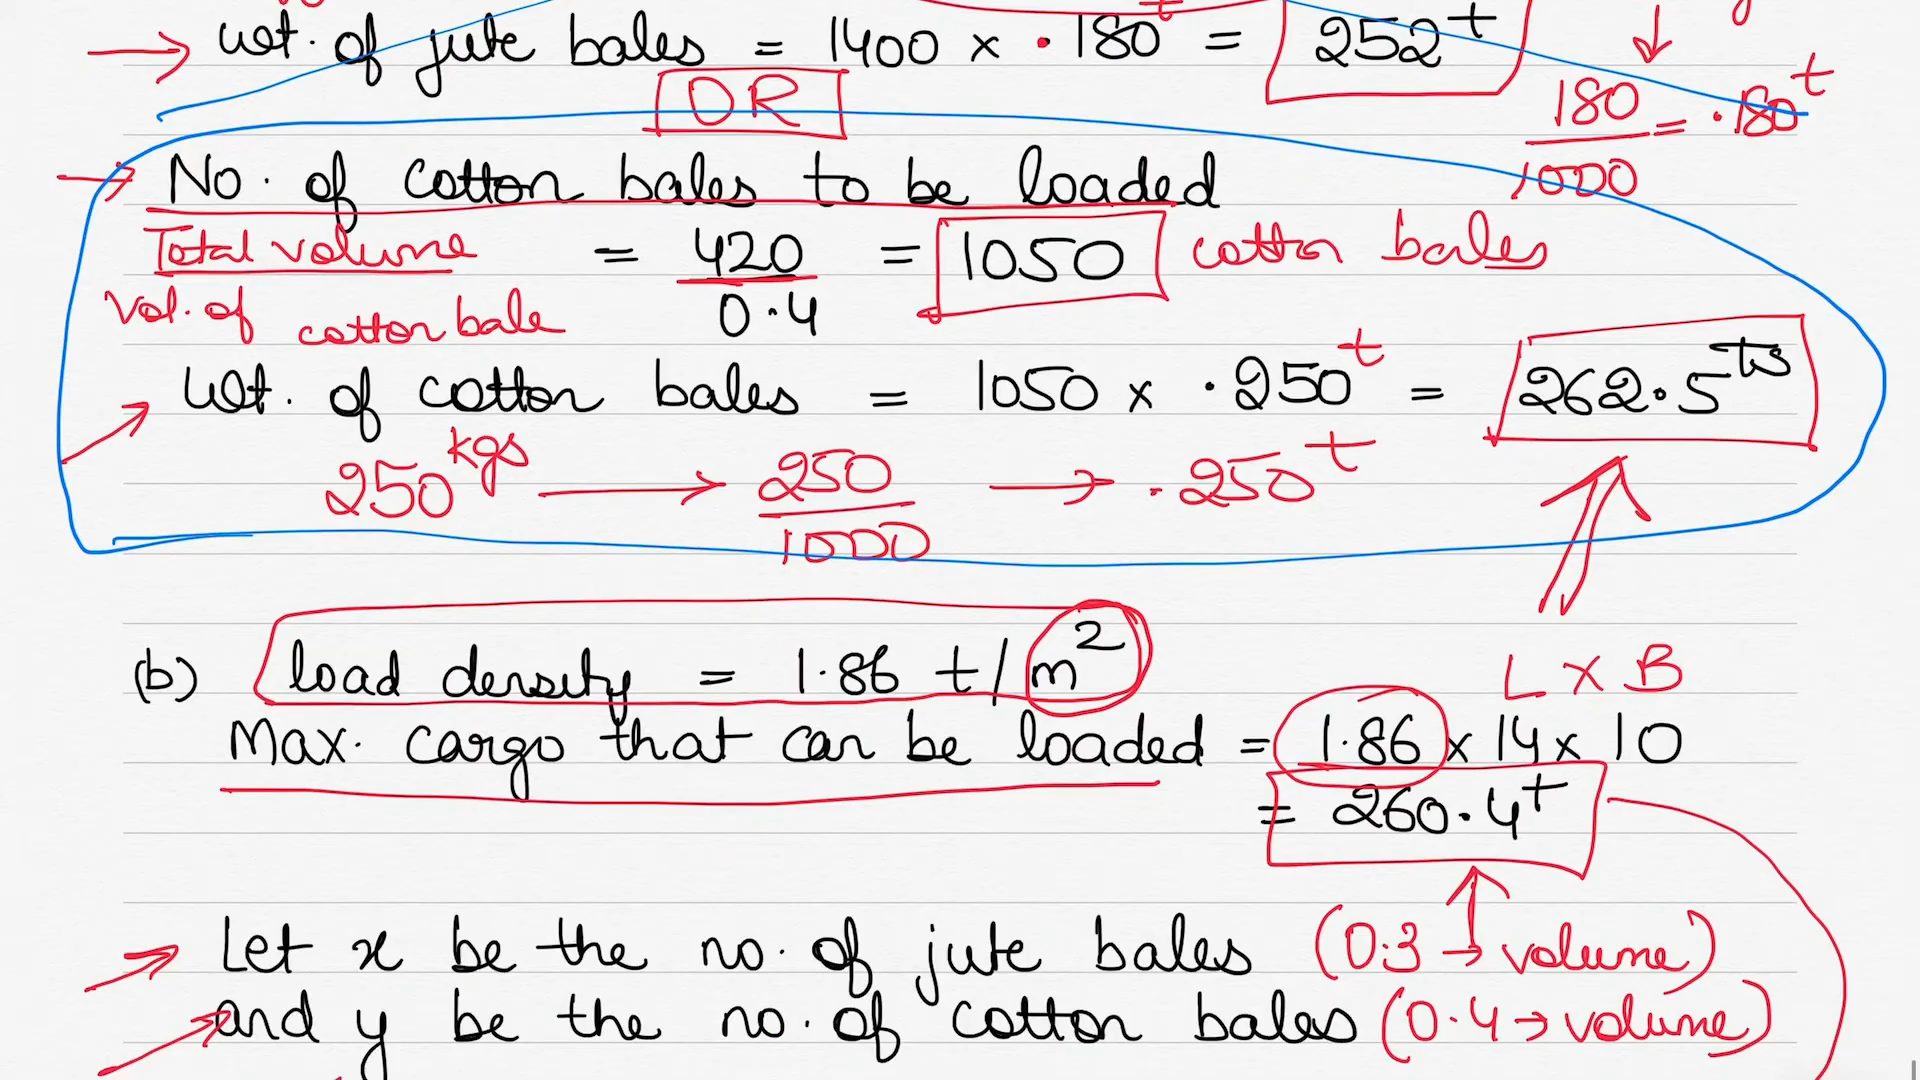 wt. of jute bales = 1400 x .180t = 252t
OR
180/1000 = .180t
No. of cotton bales to be loaded
Total volume / Vol. of cotton bale = 420/0.4 = 1050 cotton bales
wt. of cotton bales = 1050 x .250t = 262.5ts
250kgs → 250/1000 → .250t
(b) load density = 1.86 t/m²
L x B
Max. cargo that can be loaded = 1.86 x 14 x 10
= 260.4t
Let x be the no. of jute bales (0.3 → volume)
and y be the no. of cotton bales (0.4 → volume)